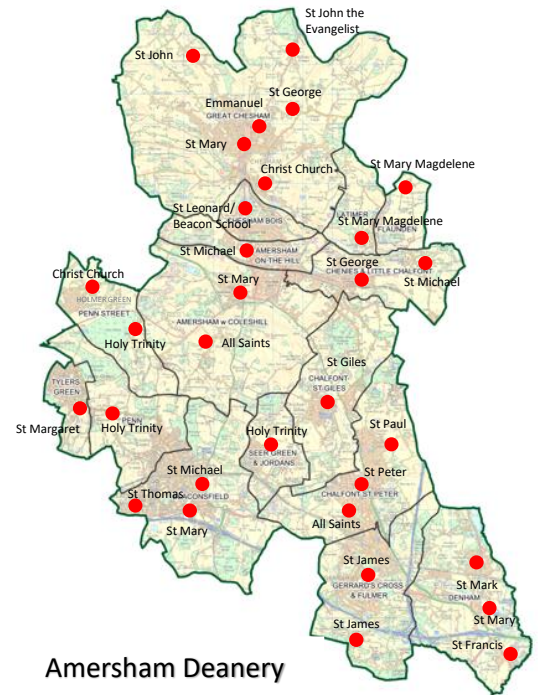 St John the
Evangelist
St John
St George
Emmanuel
GREAT CHESHAM
St Mary
Christ Church
St Mary Magdelene
St Leonard/
Beacon School
CHESHAM BOIS
LATIMER
St Mary Magdelene
FLAUNDEN
St Michael
AMERSHAM
ON THE HILL
St George
CHENIES & LITTLE CHALFONT
St Michael
Christ Church
HOLMER GREEN
St Mary
PENN STREET
AMERSHAM w COLESHILL
Holy Trinity
All Saints
St Giles
TYLERS
GREEN
CHALFONT
ST GILES
St Margaret
PENN
Holy Trinity
Holy Trinity
SEER GREEN
& JORDANS
St Paul
St Michael
St Peter
St Thomas
BEACONSFIELD
CHALFONT ST PETER
St Mary
All Saints
St James
GERRARD'S CROSS
& FULMER
St Mark
DENHAM
St James
St Mary
St Francis
Amersham Deanery